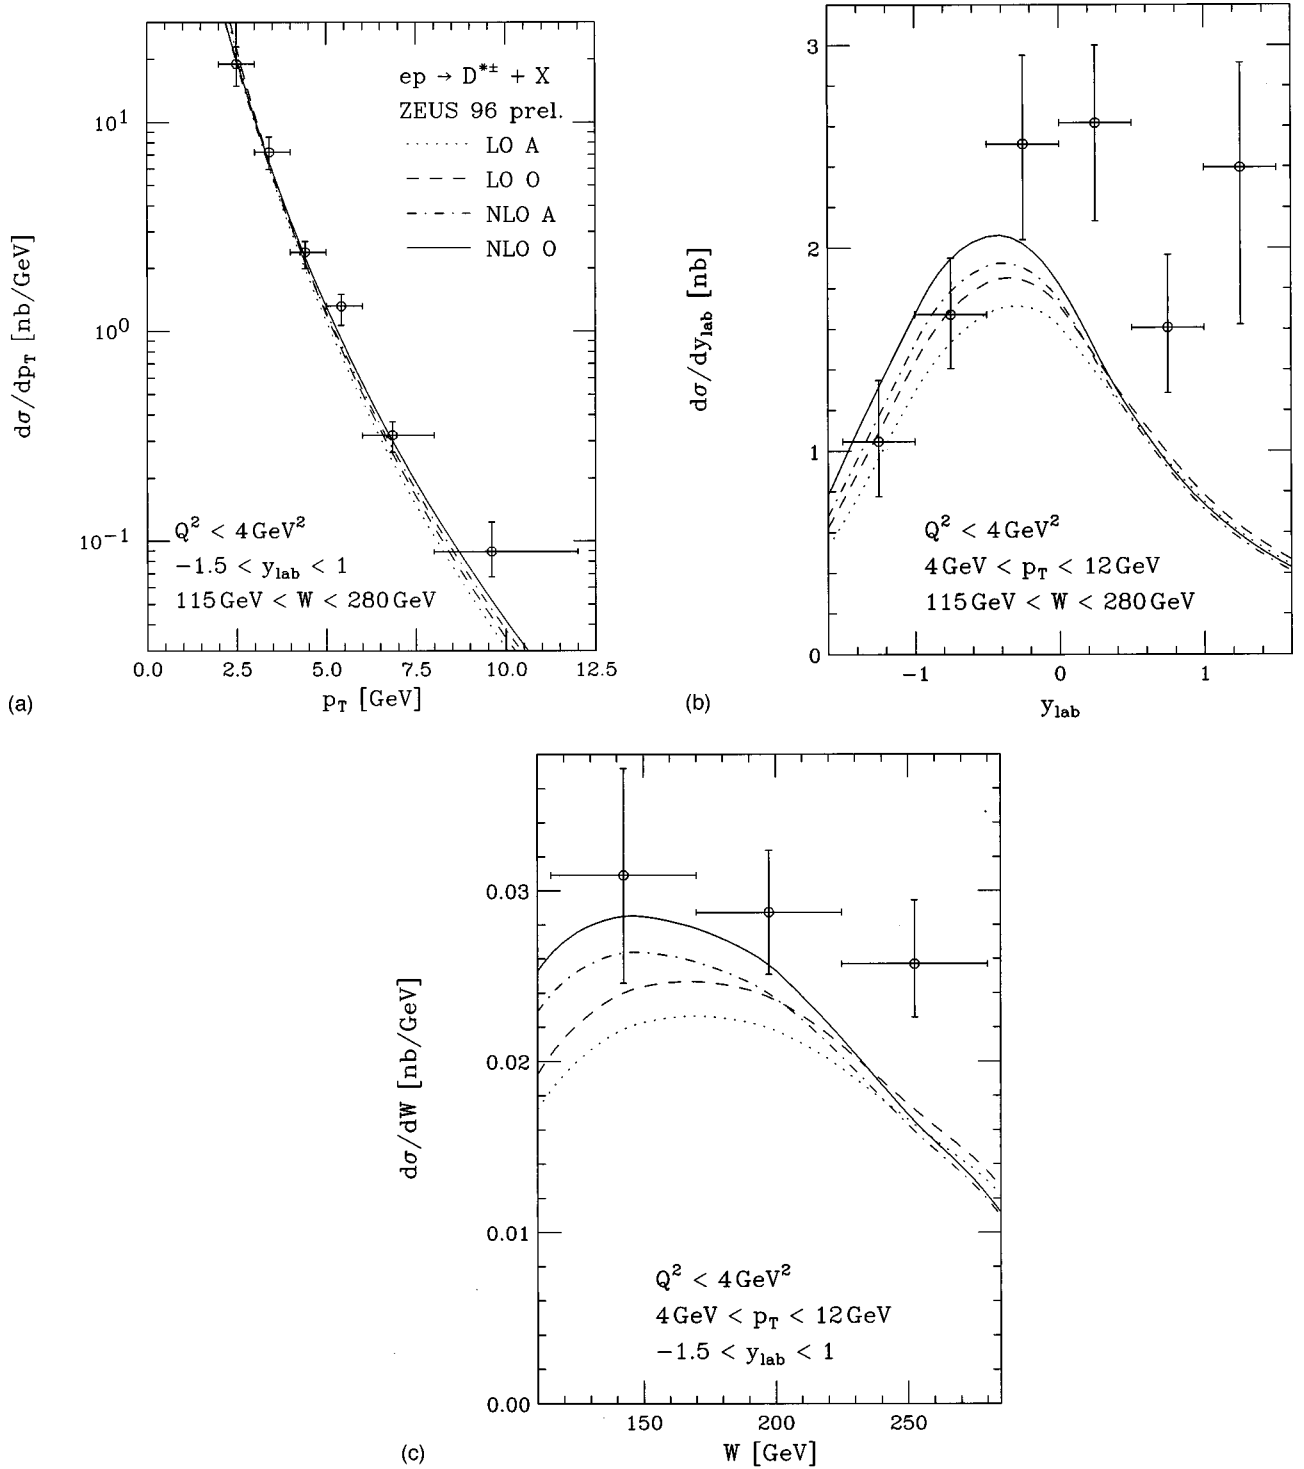 dσ/dp_T [nb/GeV]
10^1
10^0
10^−1
ep → D^*± + X
ZEUS 96 prel.
LO A
LO O
NLO A
NLO O
Q^2 < 4 GeV^2
−1.5 < y_lab < 1
115 GeV < W < 280 GeV
0.0 2.5 5.0 7.5 10.0 12.5
p_T [GeV]
(a)
dσ/dy_lab [nb]
3
2
1
0
Q^2 < 4 GeV^2
4 GeV < p_T < 12 GeV
115 GeV < W < 280 GeV
−1 0 1
y_lab
(b)
dσ/dW [nb/GeV]
0.03
0.02
0.01
0.00
Q^2 < 4 GeV^2
4 GeV < p_T < 12 GeV
−1.5 < y_lab < 1
150 200 250
W [GeV]
(c)